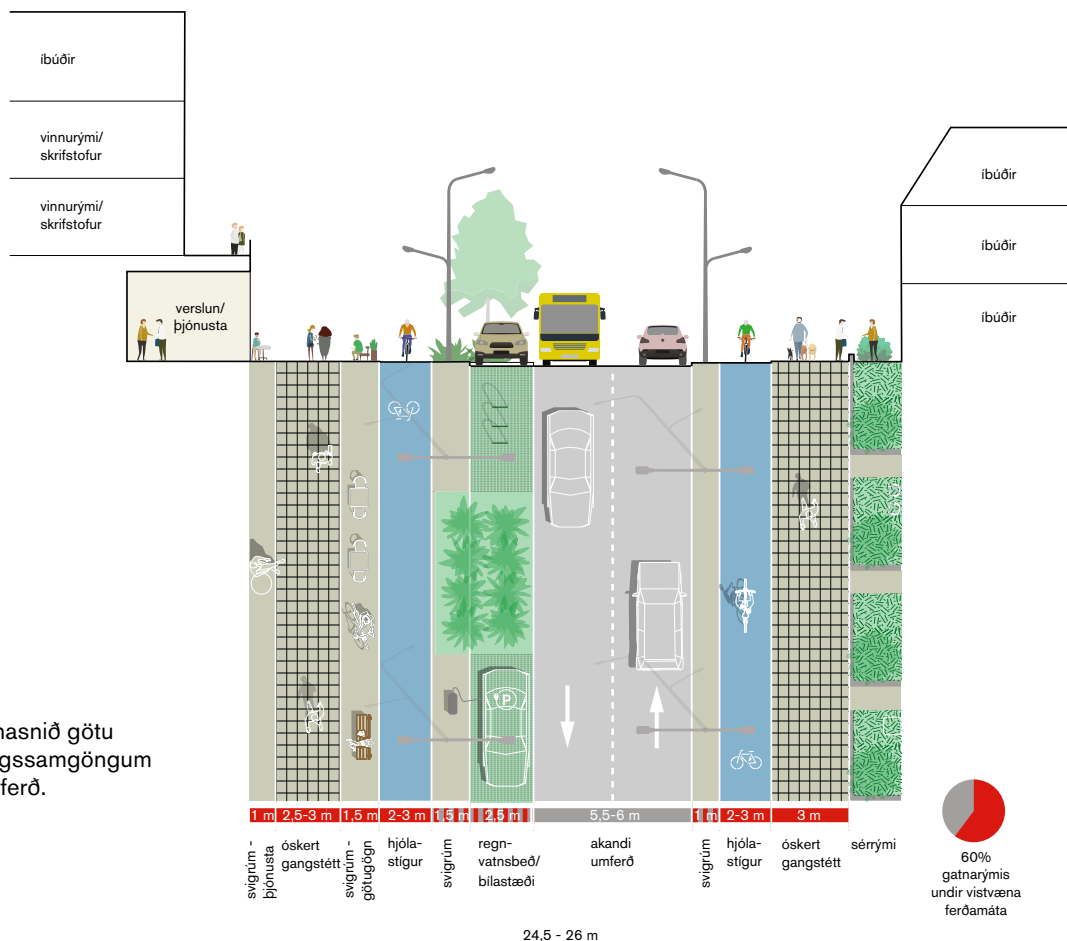 íbúðir
vinnurými/
skrifstofur
vinnurými/
skrifstofur
verslun/
þjónusta
íbúðir
íbúðir
íbúðir
P
nasnið götu
gssamgöngum
ferð.
1 m 2,5-3 m 1,5 m 2-3 m 1,5 m 2,5 m 5,5-6 m 1 m 2-3 m 3 m
svigrúm -
þjónusta
óskert
gangstétt
svigrúm -
götugögn
hjóla-
stígur
svigrúm
regn-
vatnsbeð/
bílastæði
akandi
umferð
svigrúm
hjóla-
stígur
óskert
gangstétt
sérrými
60%
gatnarýmis
undir vistvæna
ferðamáta
24,5 - 26 m